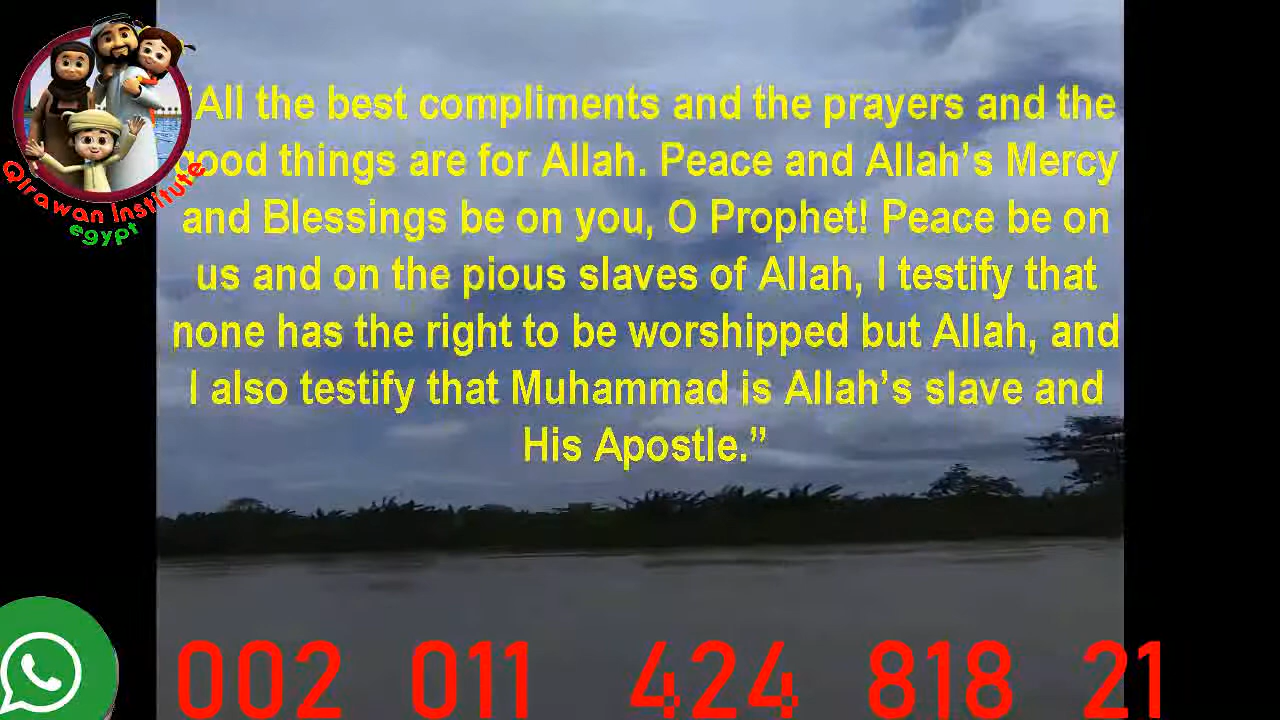 “All the best compliments and the prayers and the
good things are for Allah. Peace and Allah’s Mercy
and Blessings be on you, O Prophet! Peace be on
us and on the pious slaves of Allah, I testify that
none has the right to be worshipped but Allah, and
I also testify that Muhammad is Allah’s slave and
His Apostle.”
Qirawan Institute
egypt
002 011 424 818 21